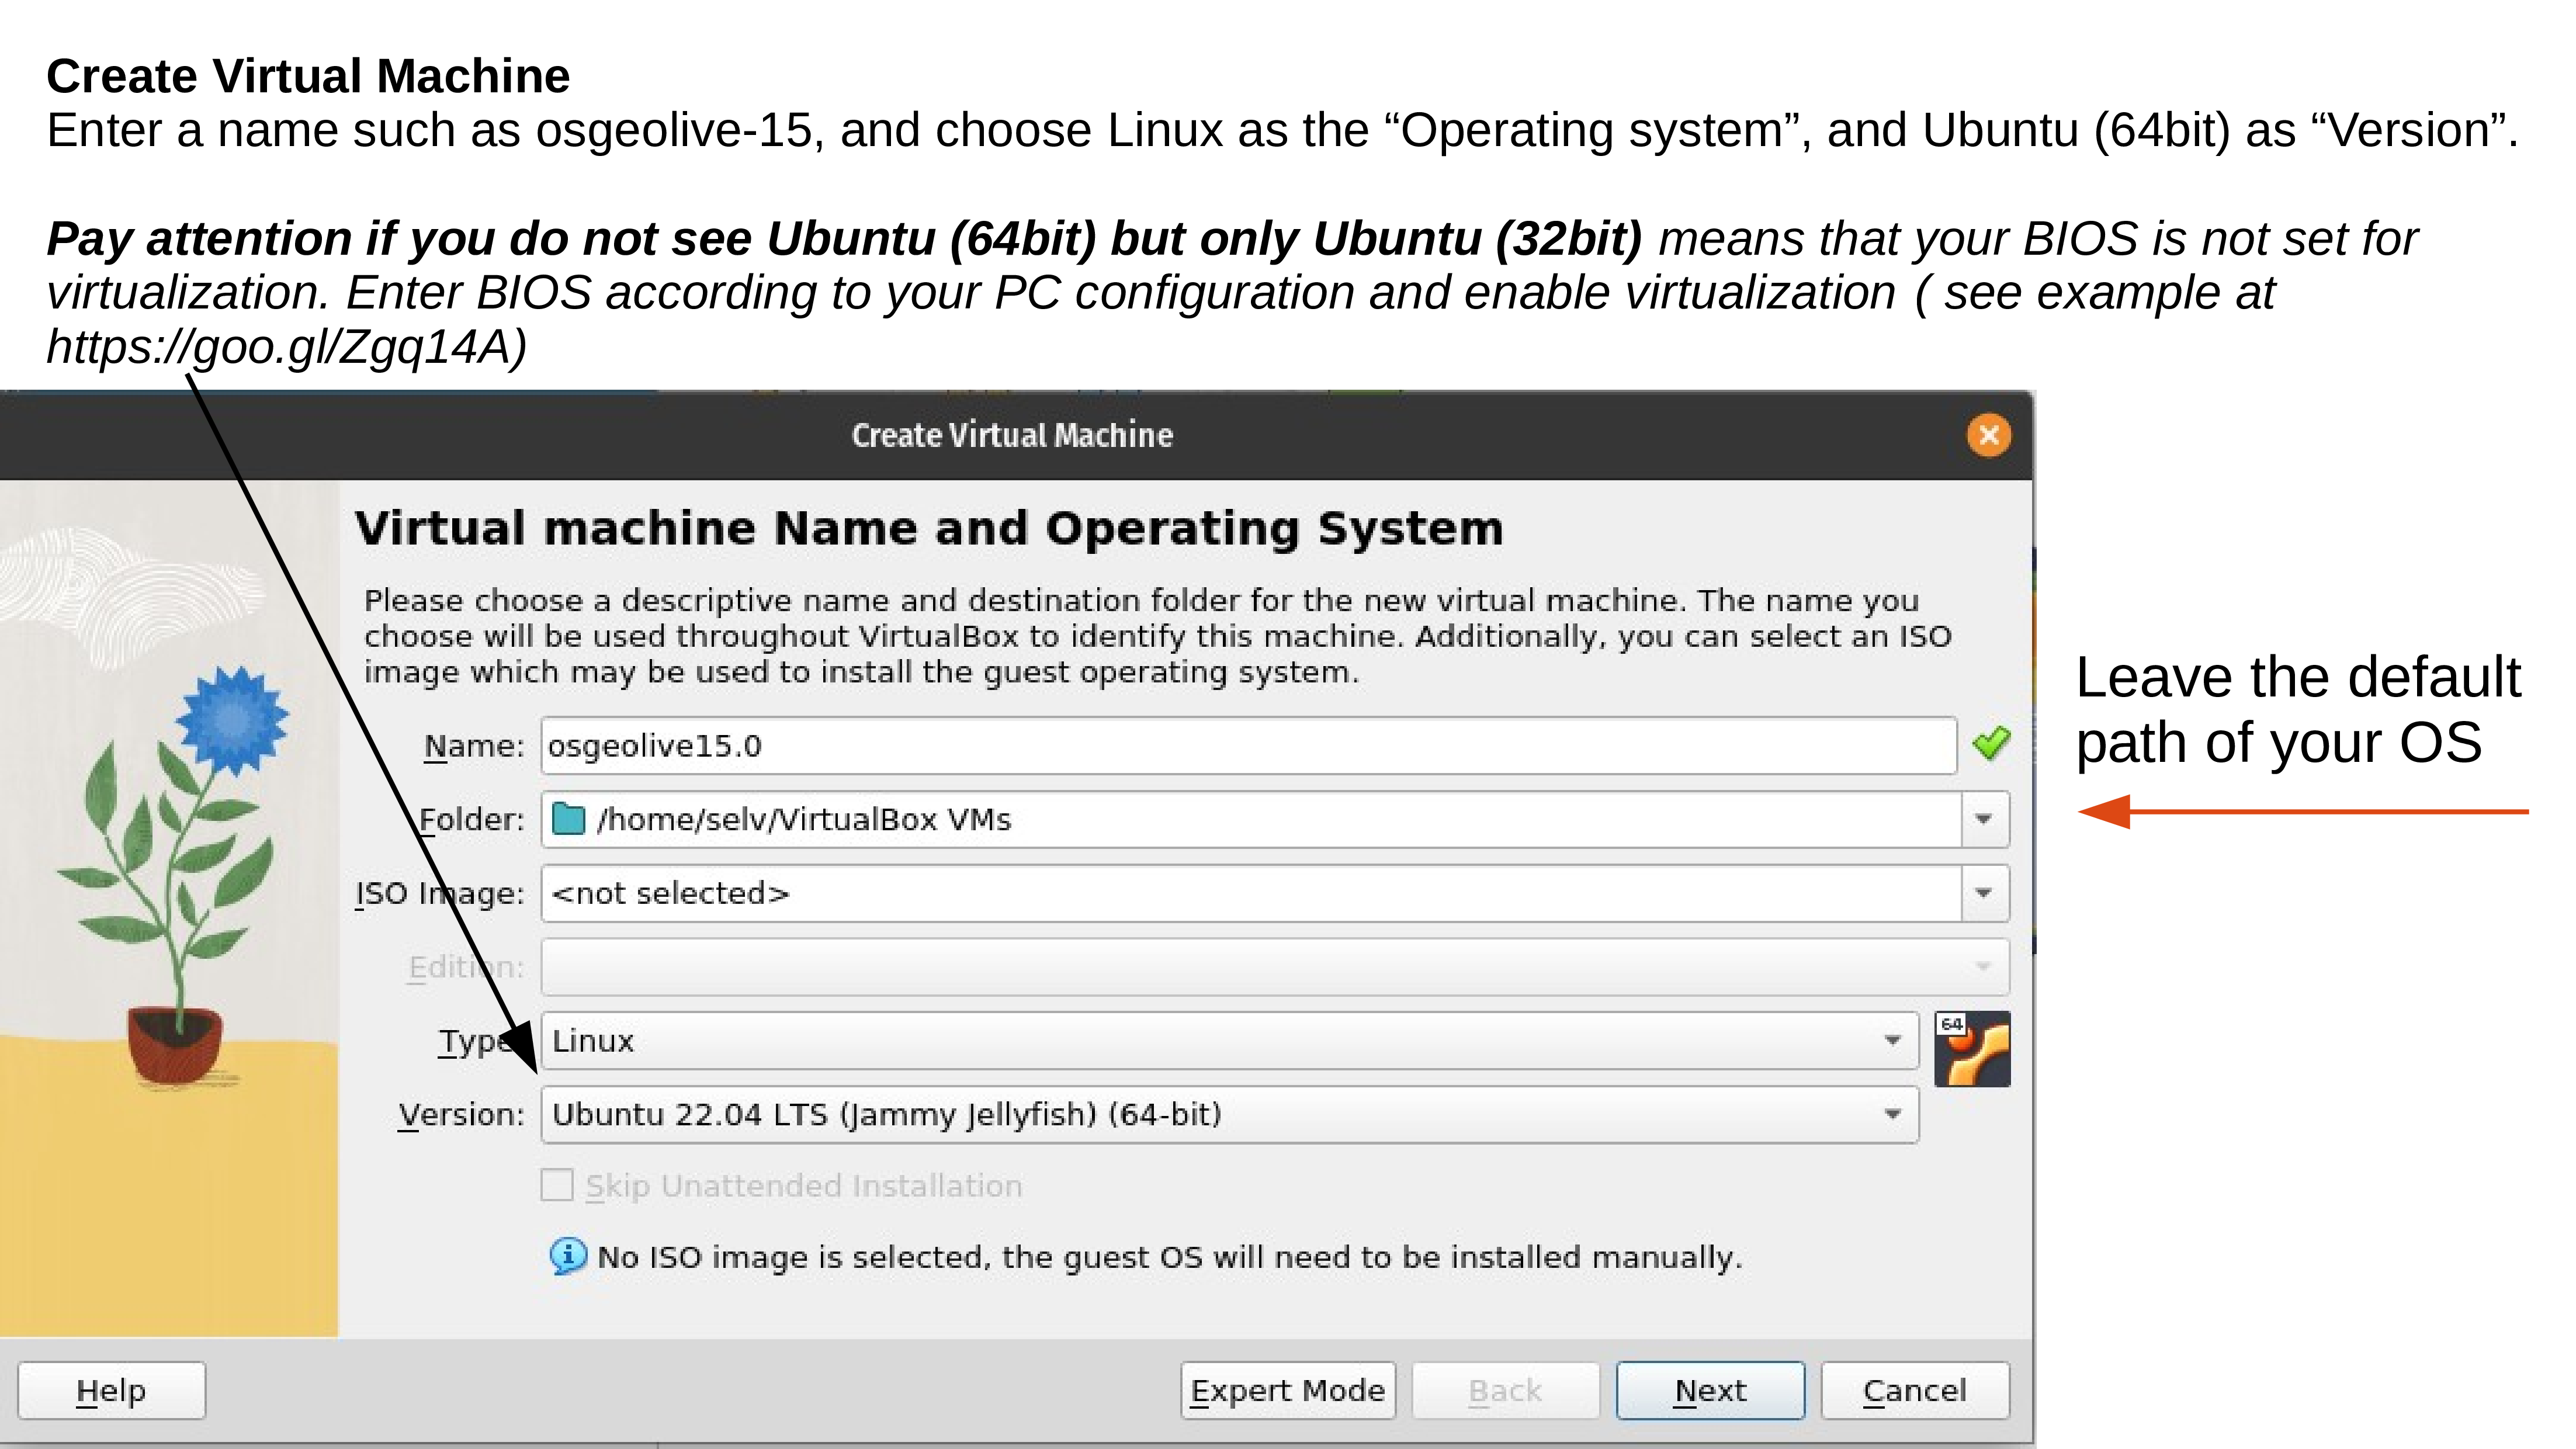 Create Virtual Machine
Enter a name such as osgeolive-15, and choose Linux as the “Operating system”, and Ubuntu (64bit) as “Version”.
Pay attention if you do not see Ubuntu (64bit) but only Ubuntu (32bit) means that your BIOS is not set for
virtualization. Enter BIOS according to your PC configuration and enable virtualization ( see example at
https://goo.gl/Zgq14A)
Create Virtual Machine
Virtual machine Name and Operating System
Please choose a descriptive name and destination folder for the new virtual machine. The name you
choose will be used throughout VirtualBox to identify this machine. Additionally, you can select an ISO
image which may be used to install the guest operating system.
Name: osgeolive15.0
Folder: /home/selv/VirtualBox VMs
ISO Image: <not selected>
Edition:
Type: Linux
64
Version: Ubuntu 22.04 LTS (Jammy Jellyfish) (64-bit)
Skip Unattended Installation
No ISO image is selected, the guest OS will need to be installed manually.
Help Expert Mode Back Next Cancel
Leave the default
path of your OS